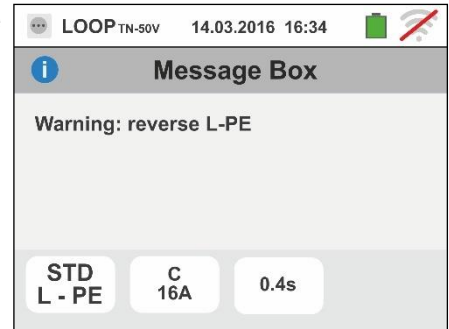 LOOP TN-50V 14.03.2016 16:34
i Message Box
Warning: reverse L-PE
STD C 0.4s
L - PE 16A